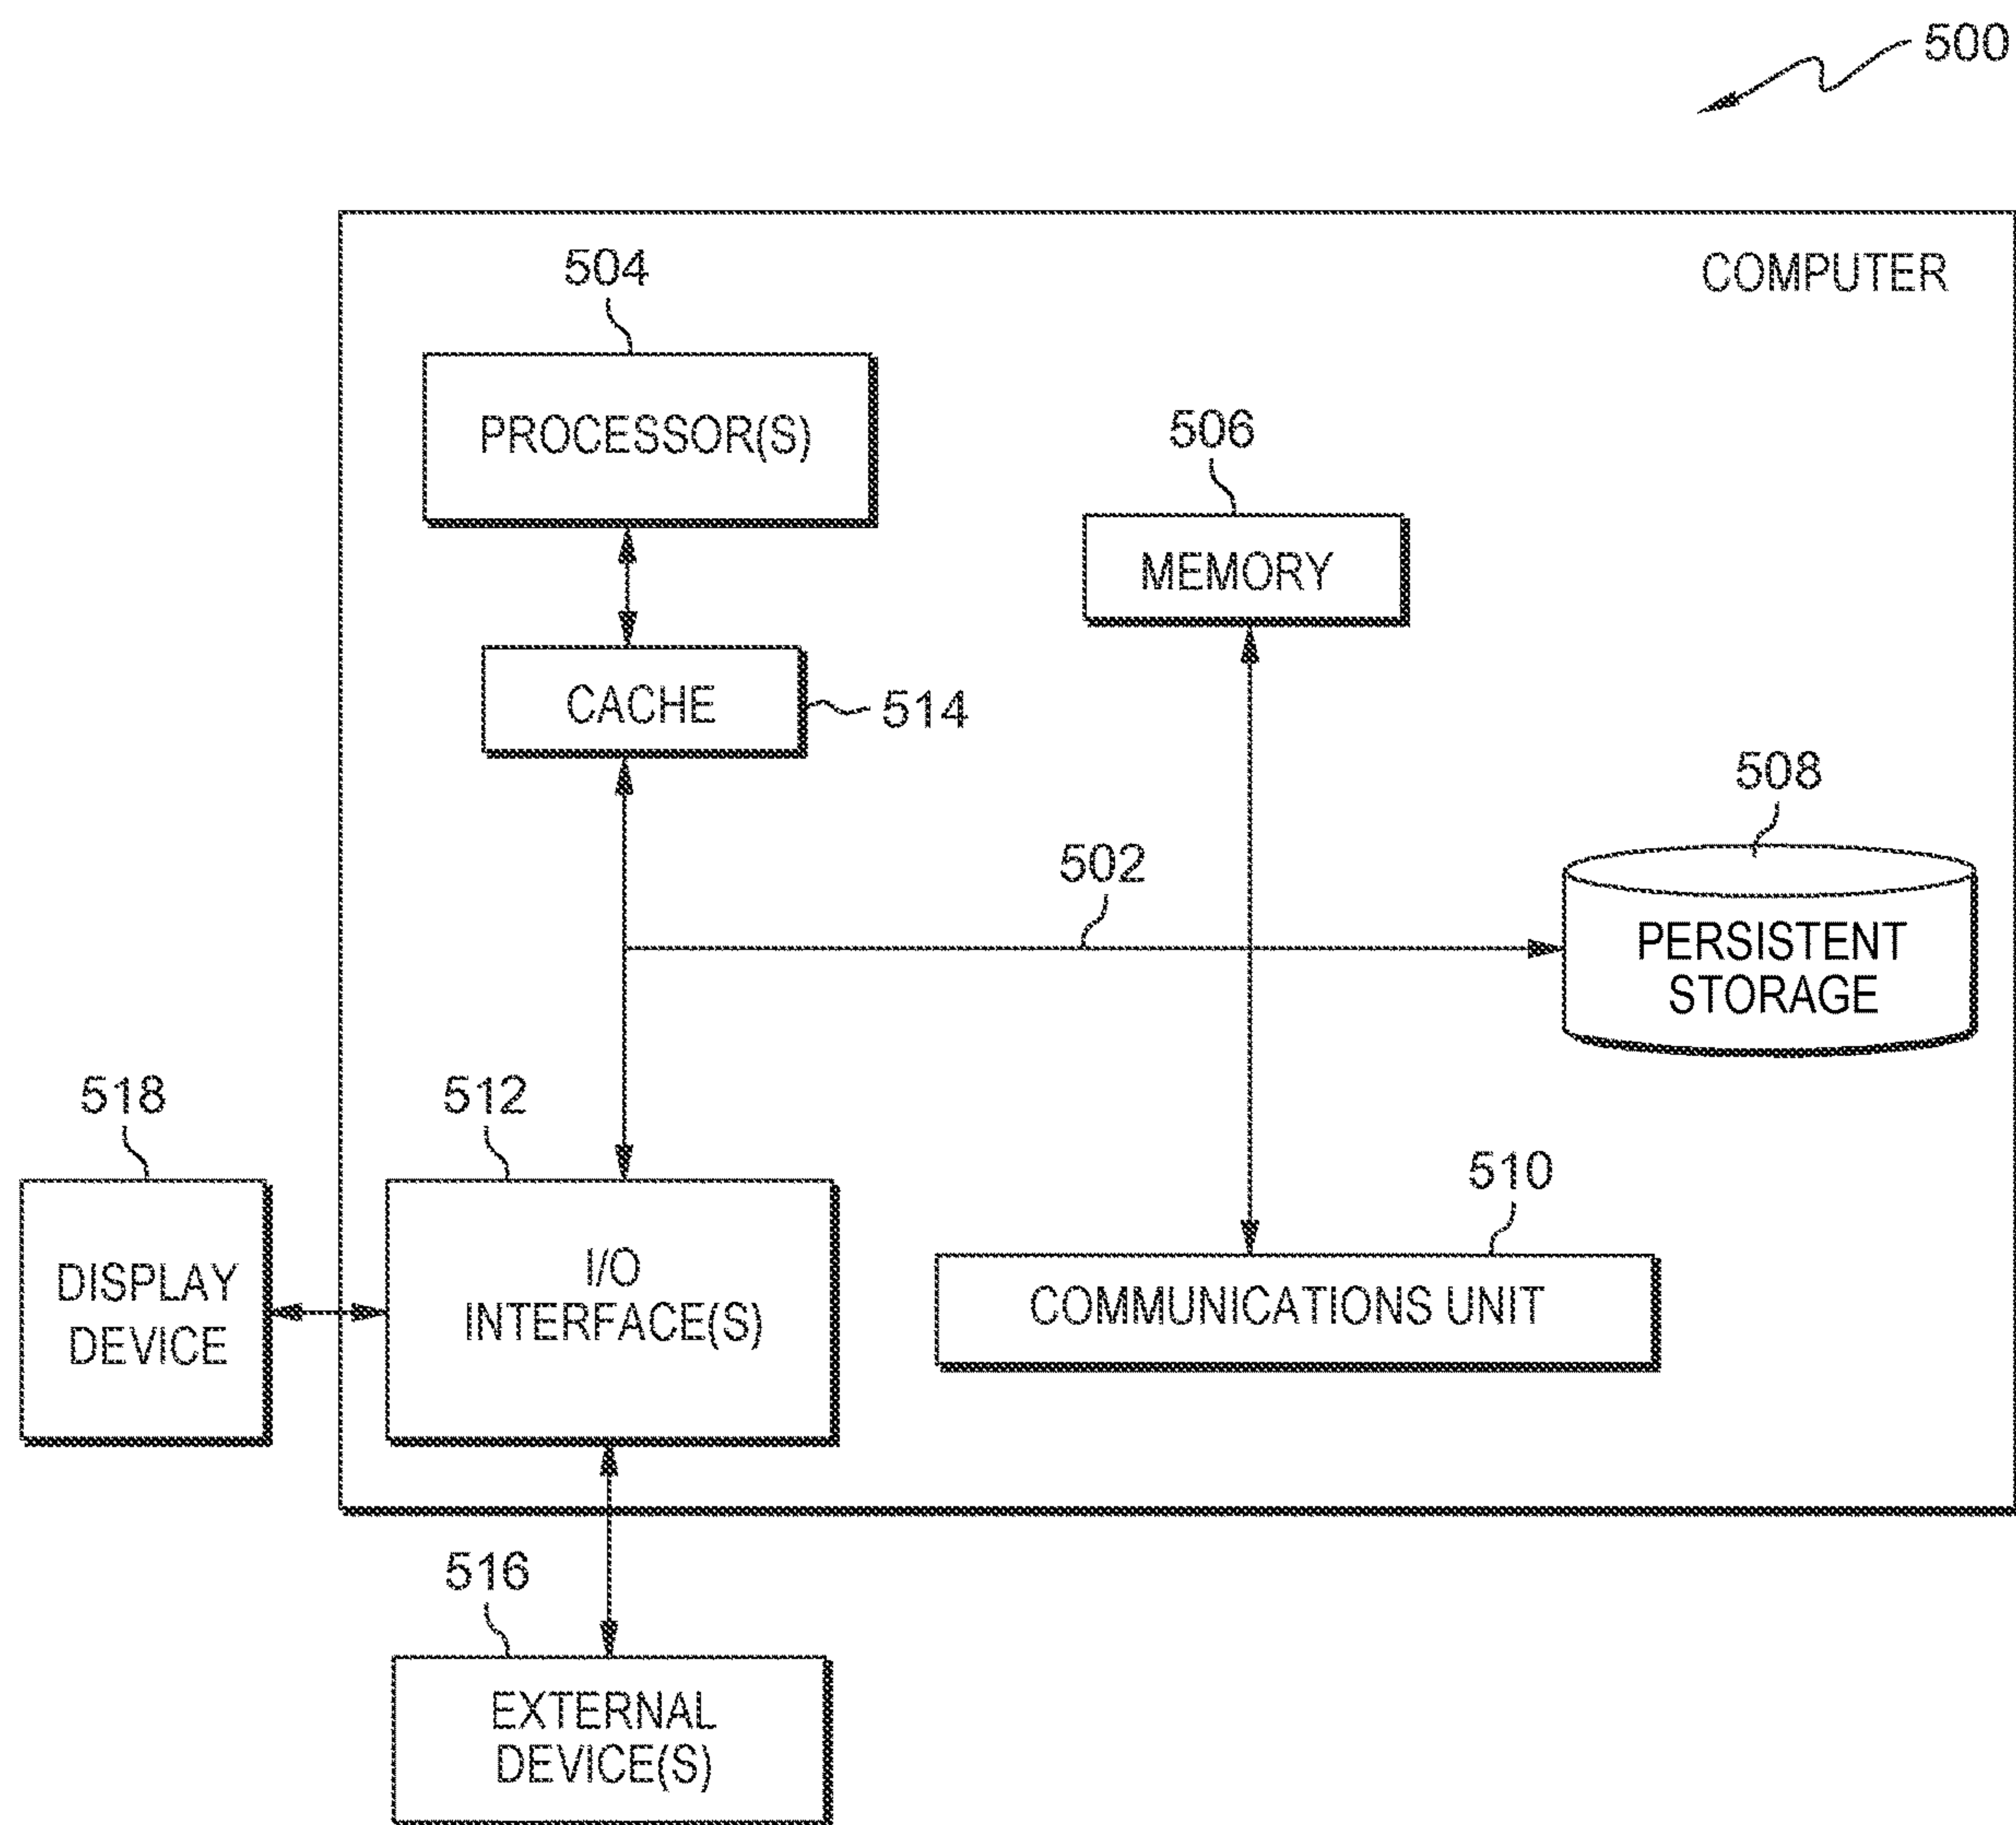 500
COMPUTER
504
PROCESSOR(S)
506
MEMORY
CACHE
514
508
502
PERSISTENT
STORAGE
518
512
510
DISPLAY
DEVICE
I/O
INTERFACE(S)
COMMUNICATIONS UNIT
516
EXTERNAL
DEVICE(S)